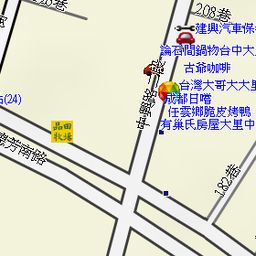 208巷
建興汽車保
論石間鍋物台中大
古爺咖啡
台灣大哥大大里
成都日嚐
任雲鄉脆皮烤鴨
有巢氏房屋大里中
品田
牧場
182巷
中興路
芳南路
(24)